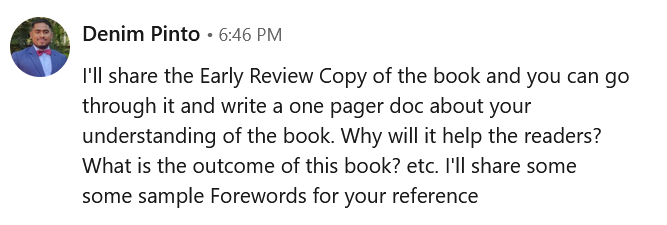 Denim Pinto • 6:46 PM
I'll share the Early Review Copy of the book and you can go
through it and write a one pager doc about your
understanding of the book. Why will it help the readers?
What is the outcome of this book? etc. I'll share some
some sample Forewords for your reference